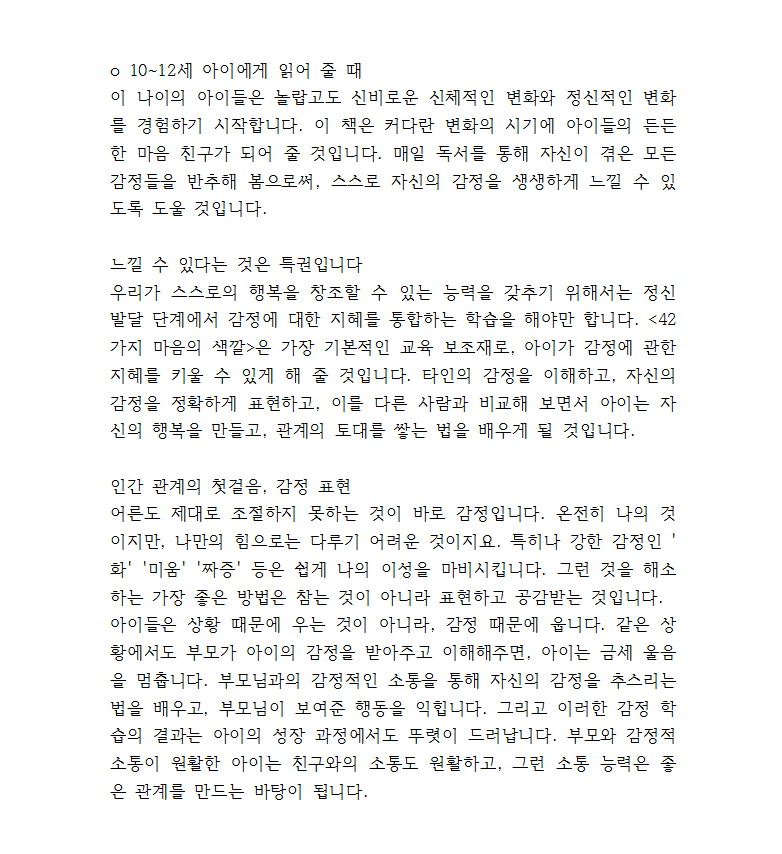 o 10~12세 아이에게 읽어 줄 때
이 나이의 아이들은 놀랍고도 신비로운 신체적인 변화와 정신적인 변화
를 경험하기 시작합니다. 이 책은 커다란 변화의 시기에 아이들의 든든
한 마음 친구가 되어 줄 것입니다. 매일 독서를 통해 자신이 겪은 모든
감정들을 반추해 봄으로써, 스스로 자신의 감정을 생생하게 느낄 수 있
도록 도울 것입니다.
느낄 수 있다는 것은 특권입니다
우리가 스스로의 행복을 창조할 수 있는 능력을 갖추기 위해서는 정신
발달 단계에서 감정에 대한 지혜를 통합하는 학습을 해야만 합니다. <42
가지 마음의 색깔>은 가장 기본적인 교육 보조재로, 아이가 감정에 관한
지혜를 키울 수 있게 해 줄 것입니다. 타인의 감정을 이해하고, 자신의
감정을 정확하게 표현하고, 이를 다른 사람과 비교해 보면서 아이는 자
신의 행복을 만들고, 관계의 토대를 쌓는 법을 배우게 될 것입니다.
인간 관계의 첫걸음, 감정 표현
어른도 제대로 조절하지 못하는 것이 바로 감정입니다. 온전히 나의 것
이지만, 나만의 힘으로는 다루기 어려운 것이지요. 특히나 강한 감정인 '
화' '미움' '짜증' 등은 쉽게 나의 이성을 마비시킵니다. 그런 것을 해소
하는 가장 좋은 방법은 참는 것이 아니라 표현하고 공감받는 것입니다.
아이들은 상황 때문에 우는 것이 아니라, 감정 때문에 웁니다. 같은 상
황에서도 부모가 아이의 감정을 받아주고 이해해주면, 아이는 금세 울음
을 멈춥니다. 부모님과의 감정적인 소통을 통해 자신의 감정을 추스리는
법을 배우고, 부모님이 보여준 행동을 익힙니다. 그리고 이러한 감정 학
습의 결과는 아이의 성장 과정에서도 뚜렷이 드러납니다. 부모와 감정적
소통이 원활한 아이는 친구와의 소통도 원활하고, 그런 소통 능력은 좋
은 관계를 만드는 바탕이 됩니다.